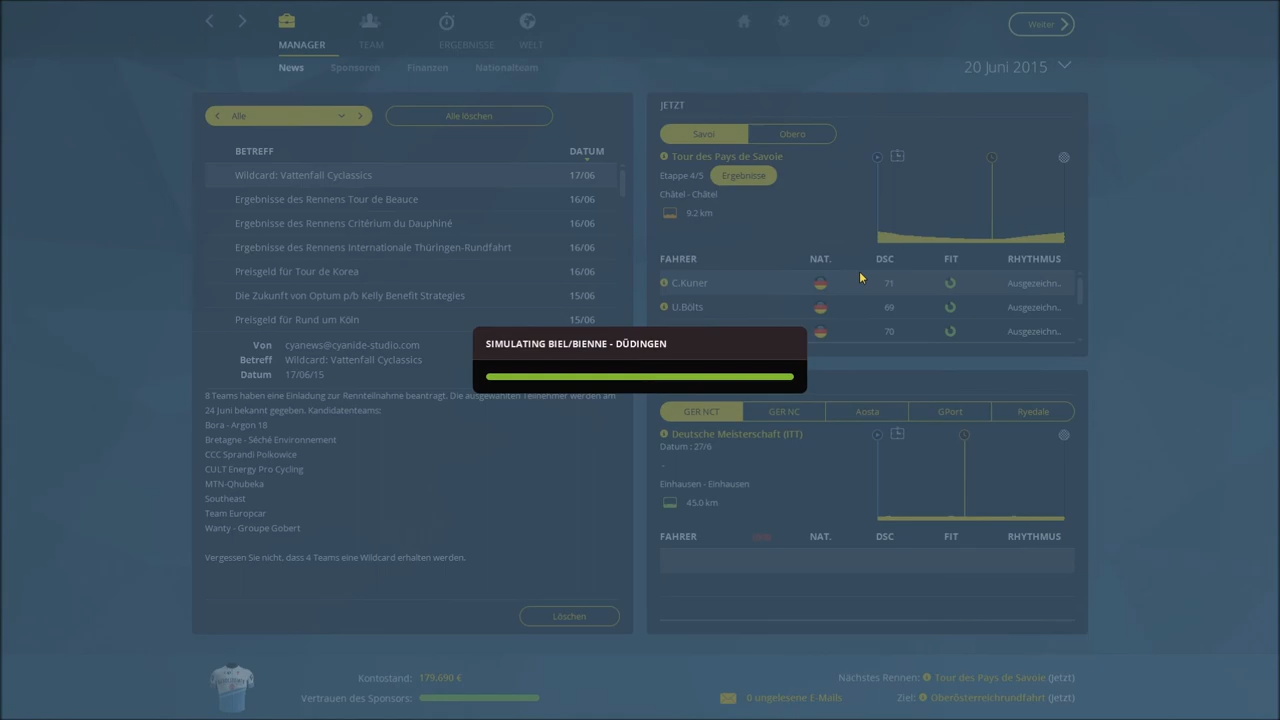 MANAGER TEAM ERGEBNISSE WELT
Weiter
News Sponsoren Finanzen Nationalteam
20 Juni 2015
Alle
Alle löschen
BETREFF DATUM
Wildcard: Vattenfall Cyclassics 17/06
Ergebnisse des Rennens Tour de Beauce 16/06
Ergebnisse des Rennens Critérium du Dauphiné 16/06
Ergebnisse des Rennens Internationale Thüringen-Rundfahrt 16/06
Preisgeld für Tour de Korea 16/06
Die Zukunft von Optum p/b Kelly Benefit Strategies 15/06
Preisgeld für Rund um Köln 15/06
Von cyanews@cyanide-studio.com
Betreff Wildcard: Vattenfall Cyclassics
Datum 17/06/15
8 Teams haben eine Einladung zur Rennteilnahme beantragt. Die ausgewählten Teilnehmer werden am
24 Juni bekannt gegeben. Kandidatenteams:
Bora - Argon 18
Bretagne - Séché Environnement
CCC Sprandi Polkowice
CULT Energy Pro Cycling
MTN-Qhubeka
Southeast
Team Europcar
Wanty - Groupe Gobert
Vergessen Sie nicht, dass 4 Teams eine Wildcard erhalten werden.
Löschen
JETZT
Savoi Obero
Tour des Pays de Savoie
Etappe 4/5 Ergebnisse
Châtel - Châtel
9.2 km
FAHRER NAT. DSC FIT RHYTHMUS
C.Kuner 71 Ausgezeichn..
U.Bölts 69 Ausgezeichn..
70 Ausgezeichn..
SIMULATING BIEL/BIENNE - DÜDINGEN
GER NCT GER NC Aosta GPort Ryedale
Deutsche Meisterschaft (ITT)
Datum : 27/6
-
Einhausen - Einhausen
45.0 km
FAHRER NAT. DSC FIT RHYTHMUS
Kontostand: 179.690 €
Vertrauen des Sponsors:
0 ungelesene E-Mails
Nächstes Rennen: Tour des Pays de Savoie (Jetzt)
Ziel: Oberösterreichrundfahrt (Jetzt)